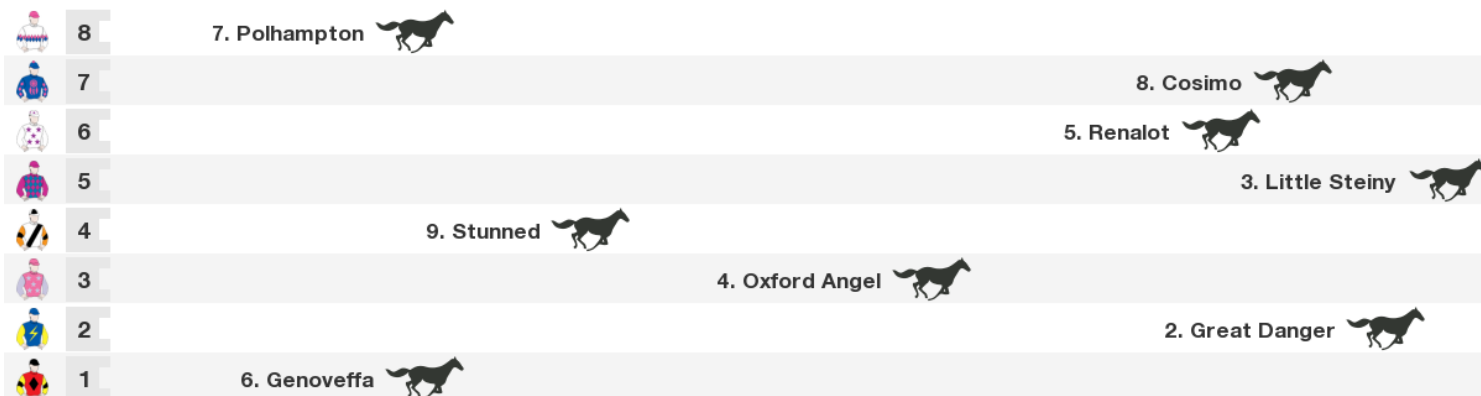 8 7. Polhampton
7 8. Cosimo
6 5. Renalot
5 3. Little Steiny
4 9. Stunned
3 4. Oxford Angel
2 2. Great Danger
1 6. Genoveffa